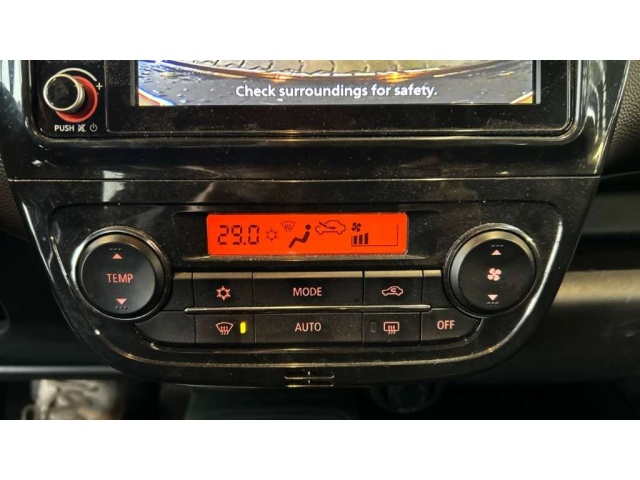 Check surroundings for safety.
PUSH
29.0
TEMP
MODE
AUTO
OFF